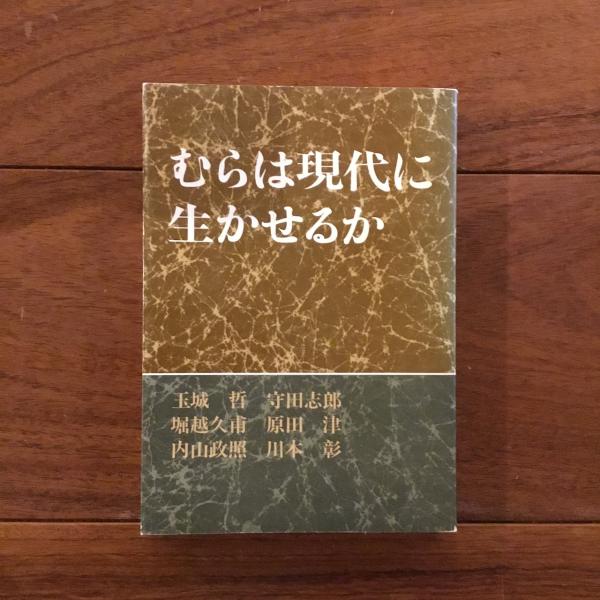 むらは現代に
生かせるか
玉城 哲 守田志郎
堀越久甫 原田 津
内山政照 川本 彰